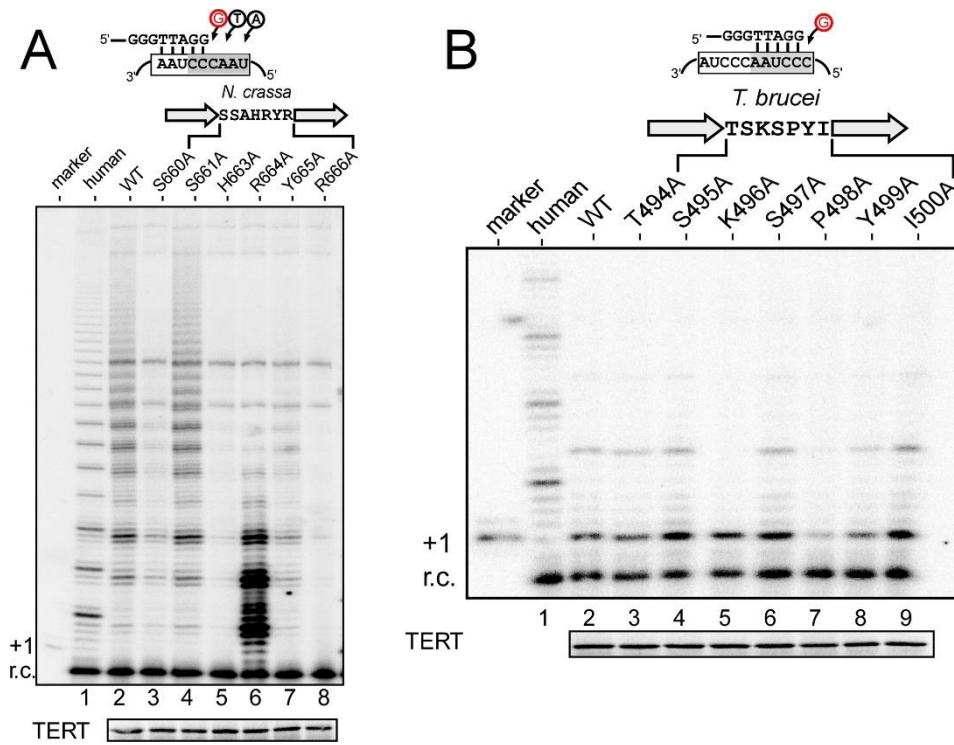 A
G T A
5' GGGTTAGG
3' AAUCCCAAU 5'
N. crassa
SSAHRYR
marker human WT S660A S661A H663A R664A Y665A R666A
+1
r.c.
1 2 3 4 5 6 7 8
TERT
B
G
5' GGGTTAGG
3' AUCCCAAUCCC 5'
T. brucei
TSKSPYI
marker human WT T494A S495A K496A S497A P498A Y499A I500A
+1
r.c.
1 2 3 4 5 6 7 8 9
TERT